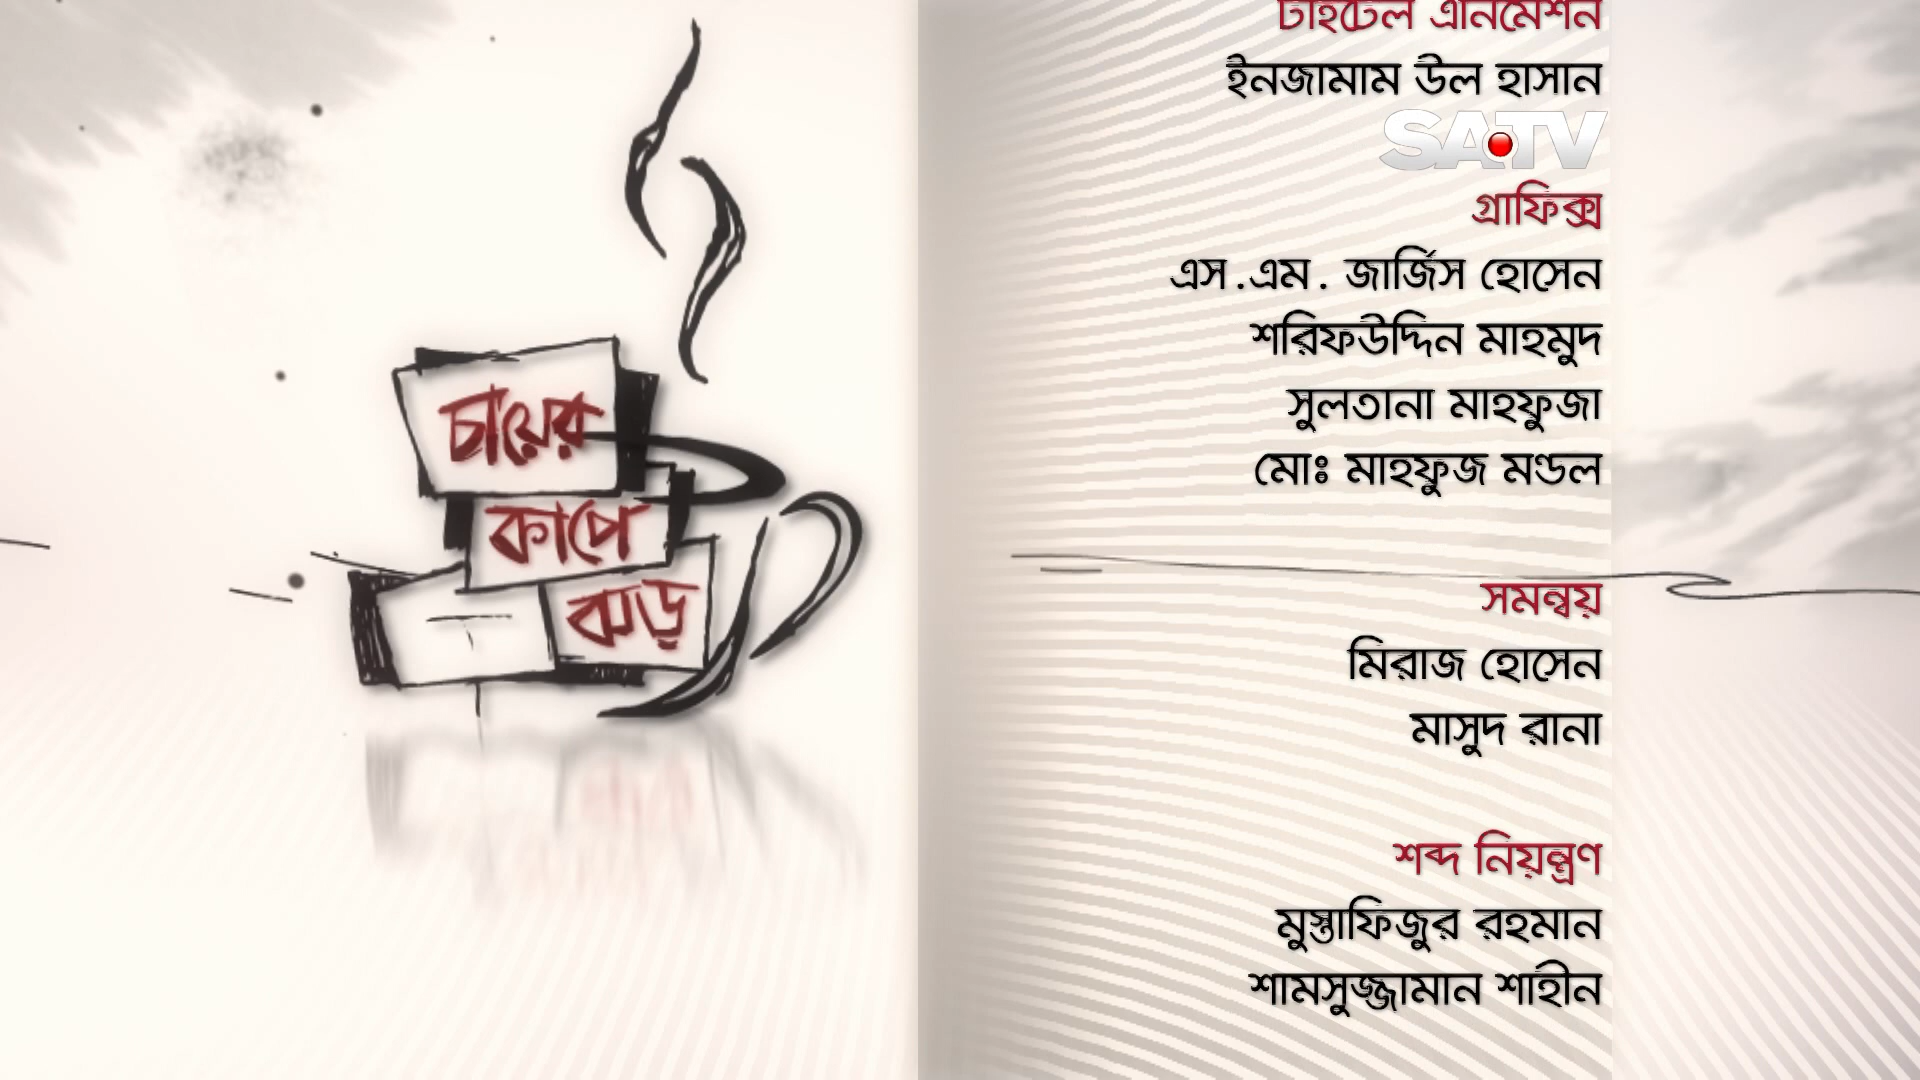 চায়ের
কাপে
ঝড়
টাইটেল এনিমেশন
ইনজামাম উল হাসান
SATV
গ্রাফিক্স
এস.এম. জার্জিস হোসেন
শরিফউদ্দিন মাহমুদ
সুলতানা মাহফুজা
মোঃ মাহফুজ মণ্ডল
সমন্বয়
মিরাজ হোসেন
মাসুদ রানা
শব্দ নিয়ন্ত্রণ
মুস্তাফিজুর রহমান
শামসুজ্জামান শাহীন